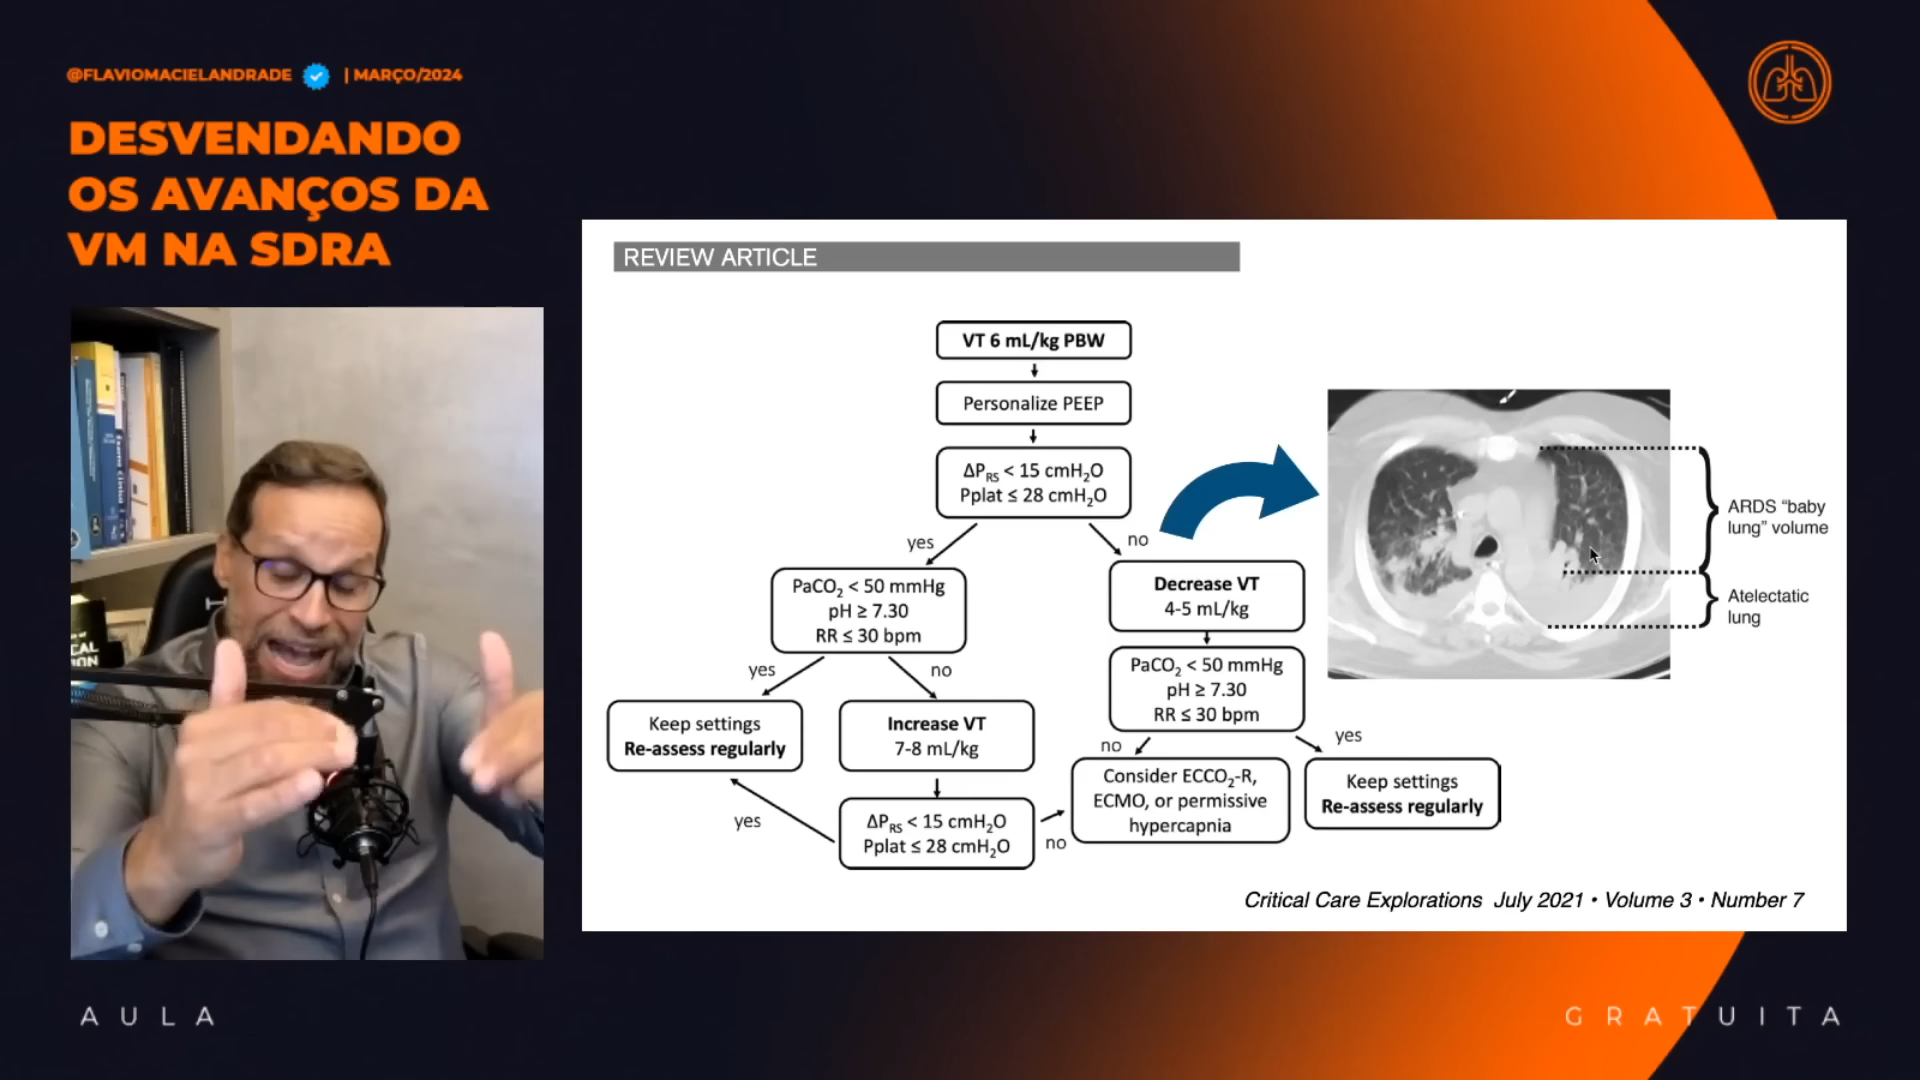 @FLAVIOMACIELANDRADE | MARÇO/2024
DESVENDANDO
OS AVANÇOS DA
VM NA SDRA
REVIEW ARTICLE
VT 6 mL/kg PBW
Personalize PEEP
ΔP_RS < 15 cmH₂O
Pplat ≤ 28 cmH₂O
yes
no
PaCO₂ < 50 mmHg
pH ≥ 7.30
RR ≤ 30 bpm
Decrease VT
4-5 mL/kg
yes
no
PaCO₂ < 50 mmHg
pH ≥ 7.30
RR ≤ 30 bpm
Keep settings
Re-assess regularly
Increase VT
7-8 mL/kg
no
yes
Consider ECCO₂-R,
ECMO, or permissive
hypercapnia
Keep settings
Re-assess regularly
yes
ΔP_RS < 15 cmH₂O
Pplat ≤ 28 cmH₂O
no
ARDS “baby
lung” volume
Atelectatic
lung
Critical Care Explorations July 2021 • Volume 3 • Number 7
AULA
GRATUITA